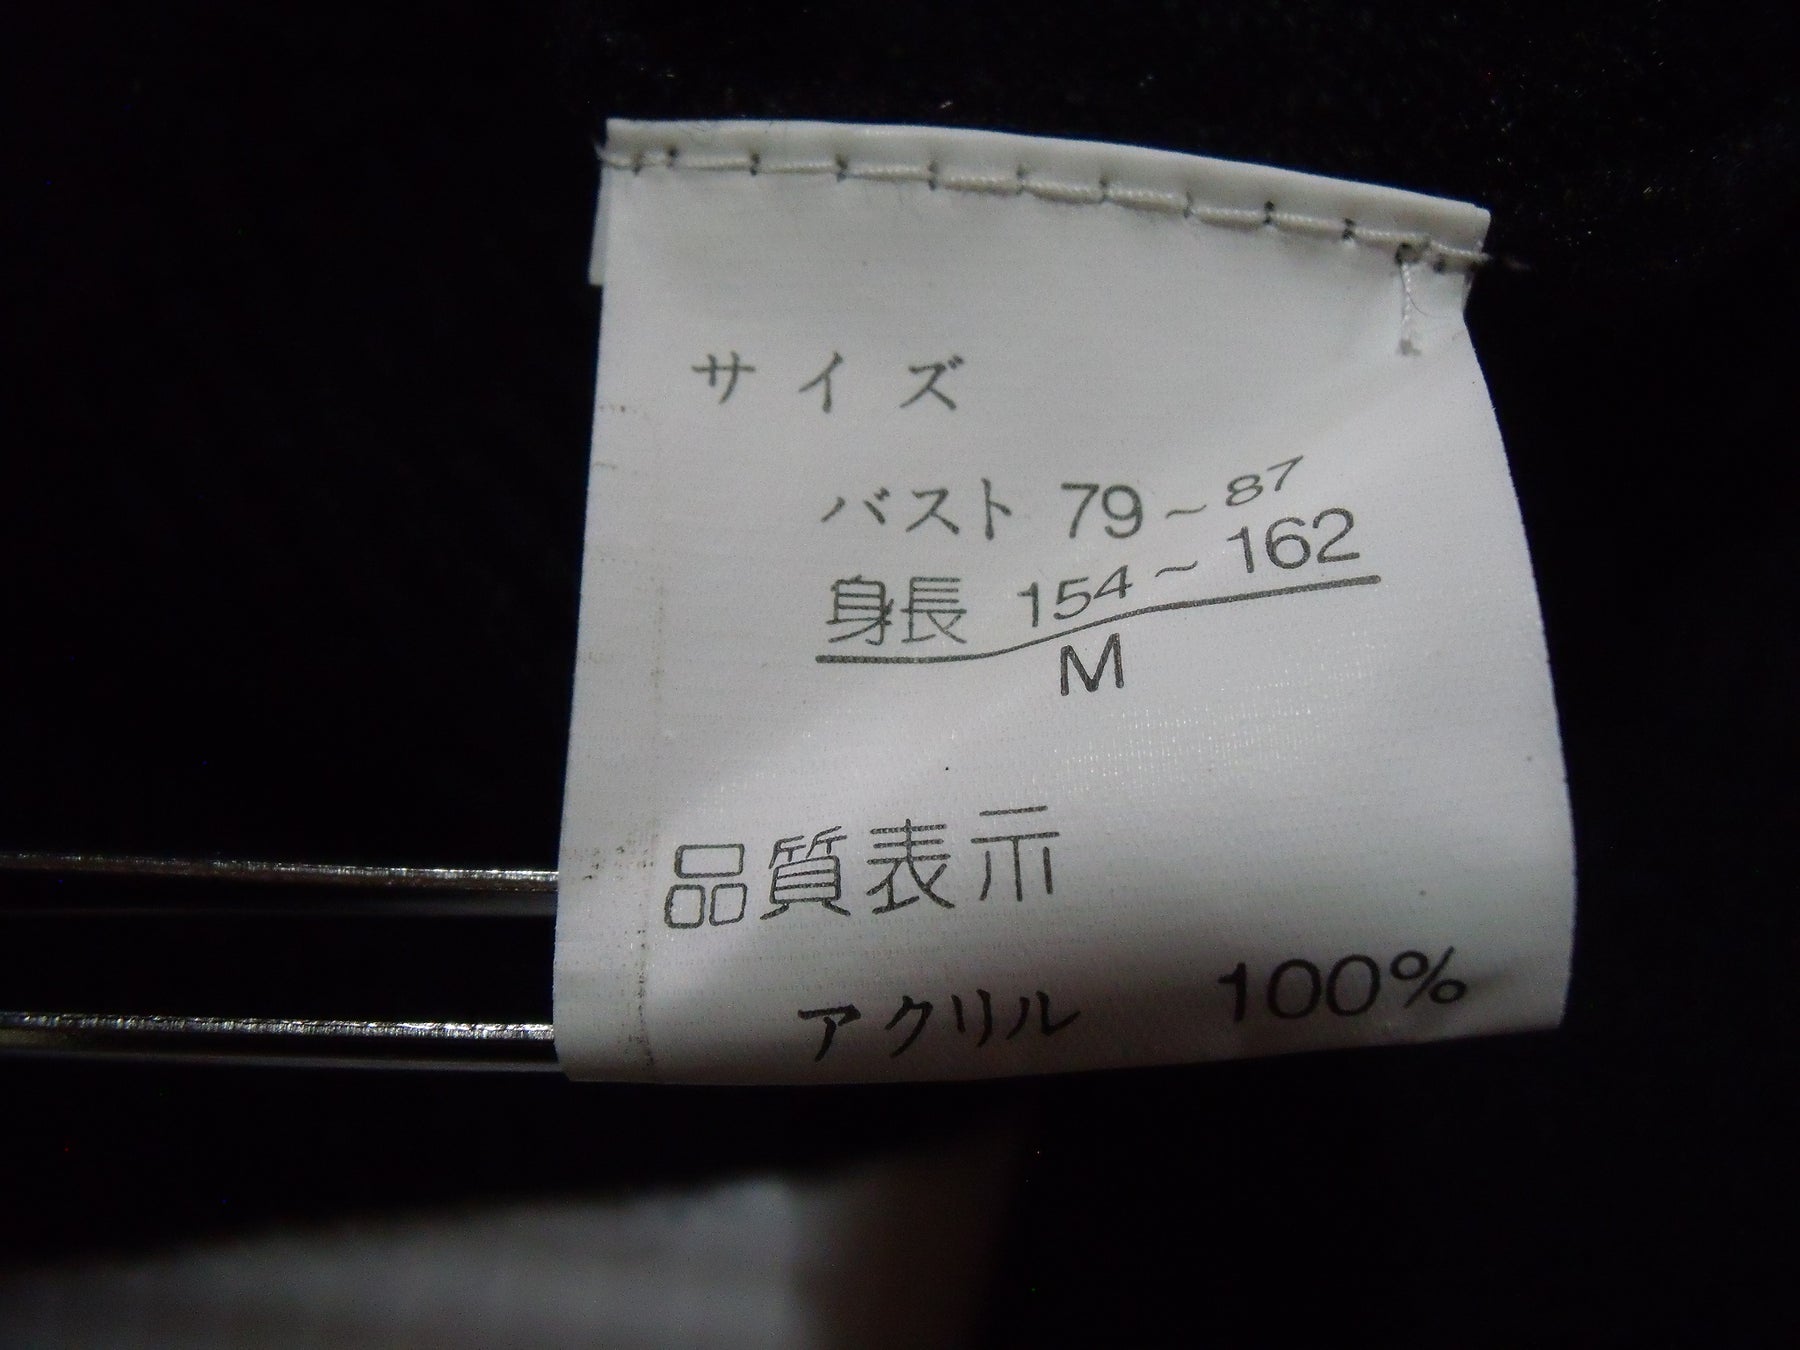 サイズ
バスト 79～87
身長 154～162
M
品質表示
アクリル 100%